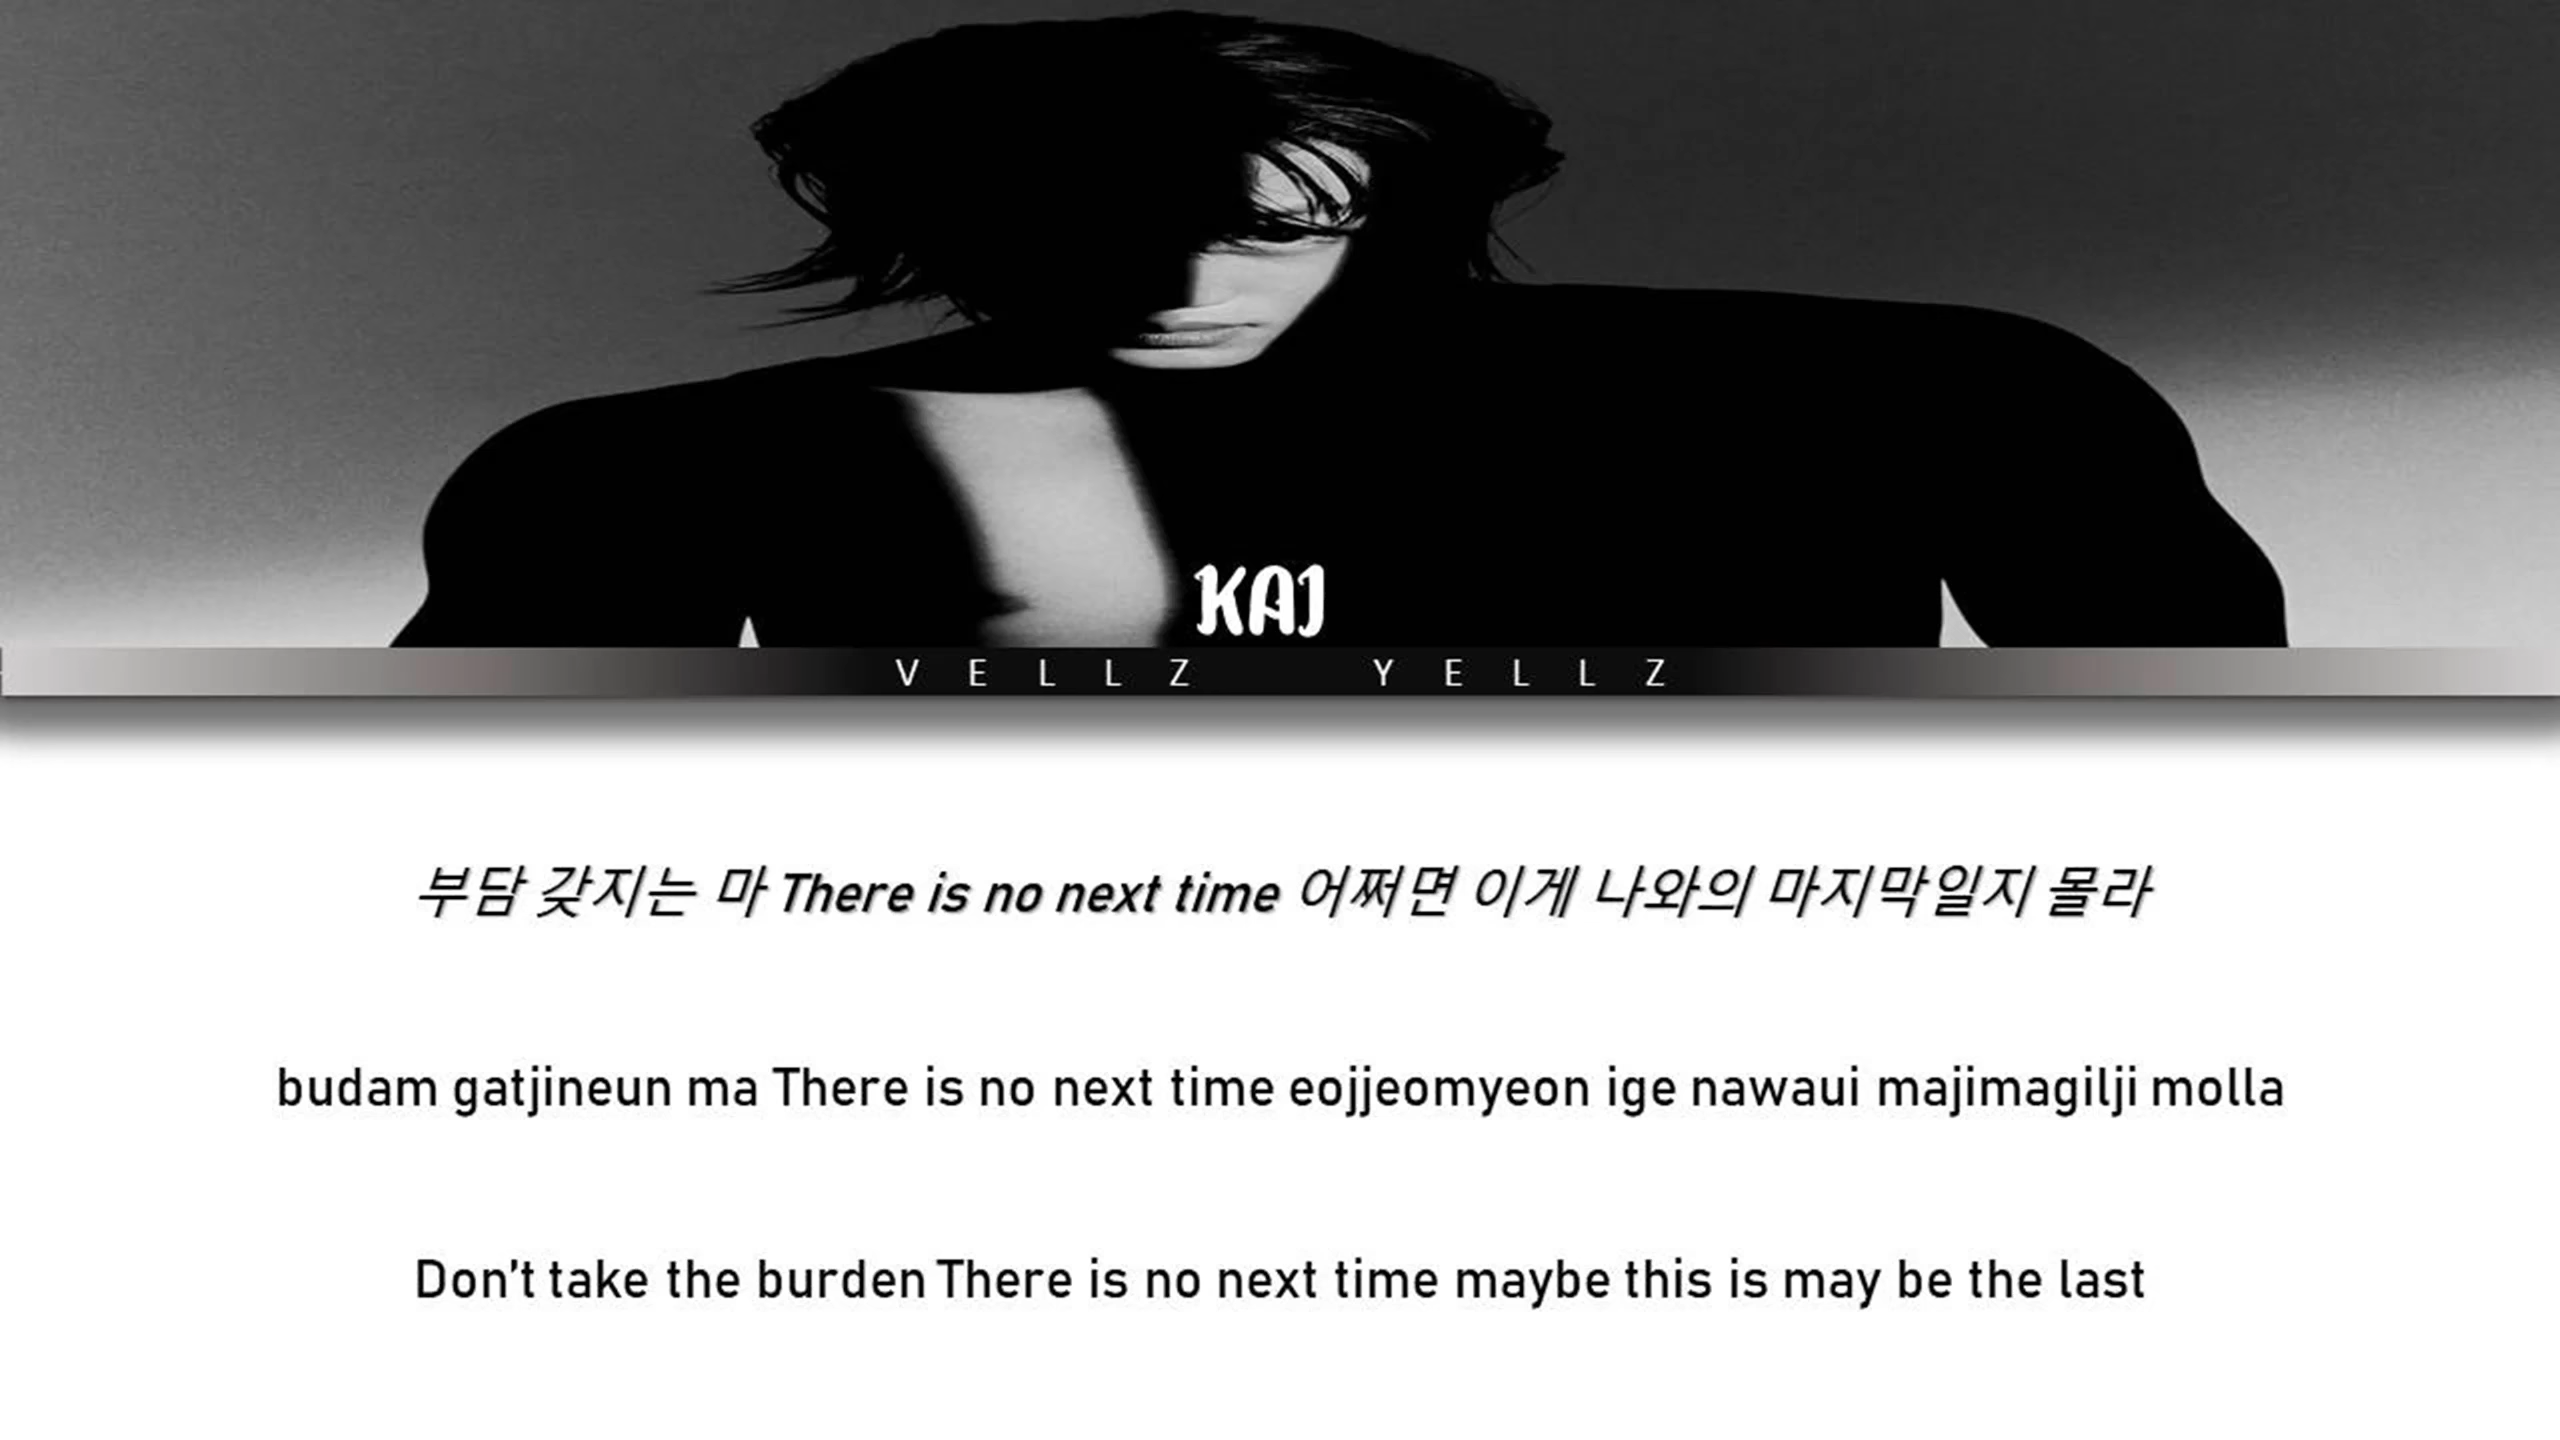 KAI
VELLZ YELLZ
부담 갖지는 마 There is no next time 어쩌면 이게 나와의 마지막일지 몰라
budam gatjineun ma There is no next time eojjeomyeon ige nawaui majimagilji molla
Don't take the burden There is no next time maybe this is may be the last